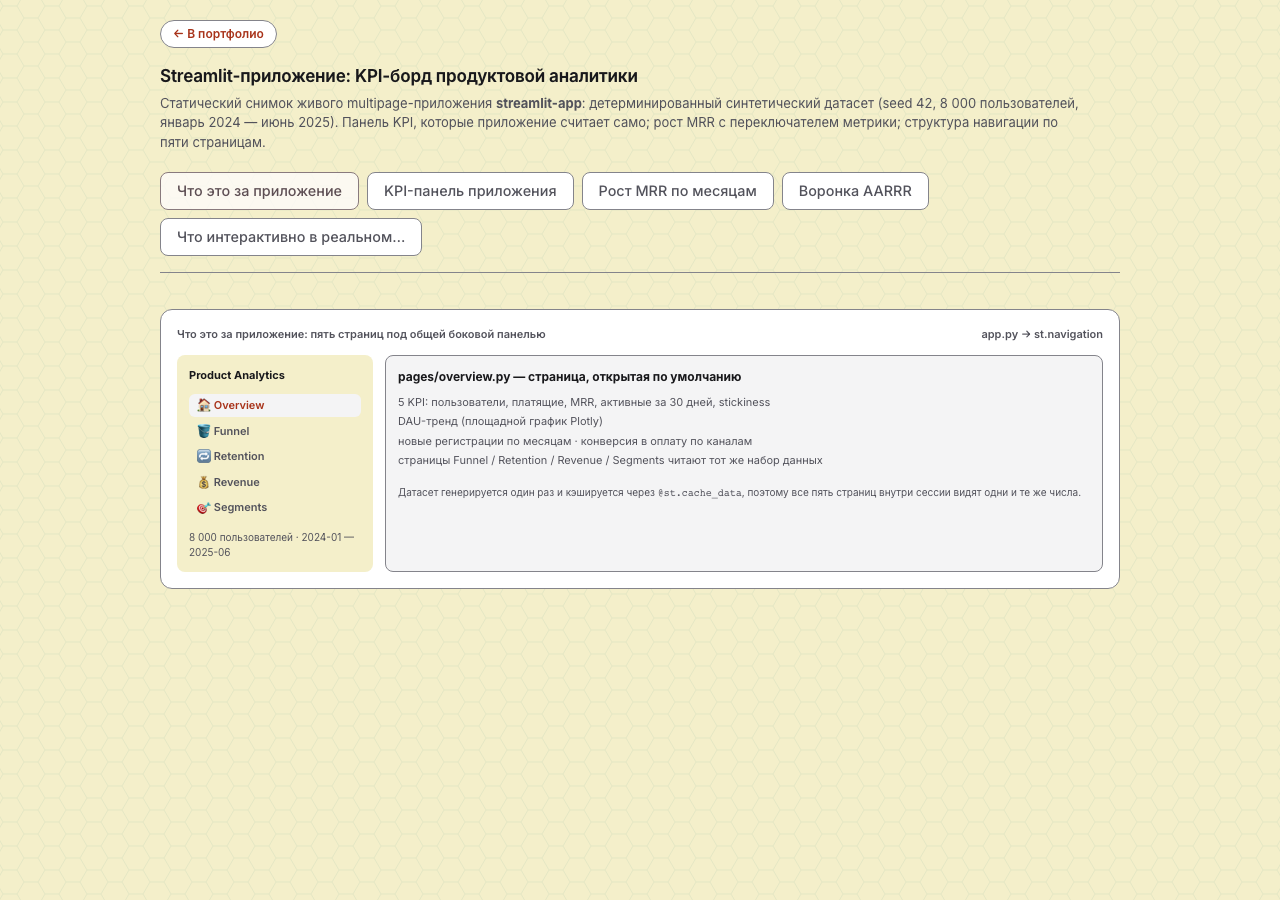 ← В портфолио
Streamlit-приложение: KPI-борд продуктовой аналитики
Статический снимок живого multipage-приложения streamlit-app: детерминированный синтетический датасет (seed 42, 8 000 пользователей,
январь 2024 — июнь 2025). Панель KPI, которые приложение считает само; рост MRR с переключателем метрики; структура навигации по
пяти страницам.
Что это за приложение
KPI-панель приложения
Рост MRR по месяцам
Воронка AARRR
Что интерактивно в реальном…
Что это за приложение: пять страниц под общей боковой панелью
app.py → st.navigation
Product Analytics
Overview
Funnel
Retention
Revenue
Segments
8 000 пользователей · 2024-01 —
2025-06
pages/overview.py — страница, открытая по умолчанию
5 KPI: пользователи, платящие, MRR, активные за 30 дней, stickiness
DAU-тренд (площадной график Plotly)
новые регистрации по месяцам · конверсия в оплату по каналам
страницы Funnel / Retention / Revenue / Segments читают тот же набор данных
Датасет генерируется один раз и кэшируется через @st.cache_data, поэтому все пять страниц внутри сессии видят одни и те же числа.